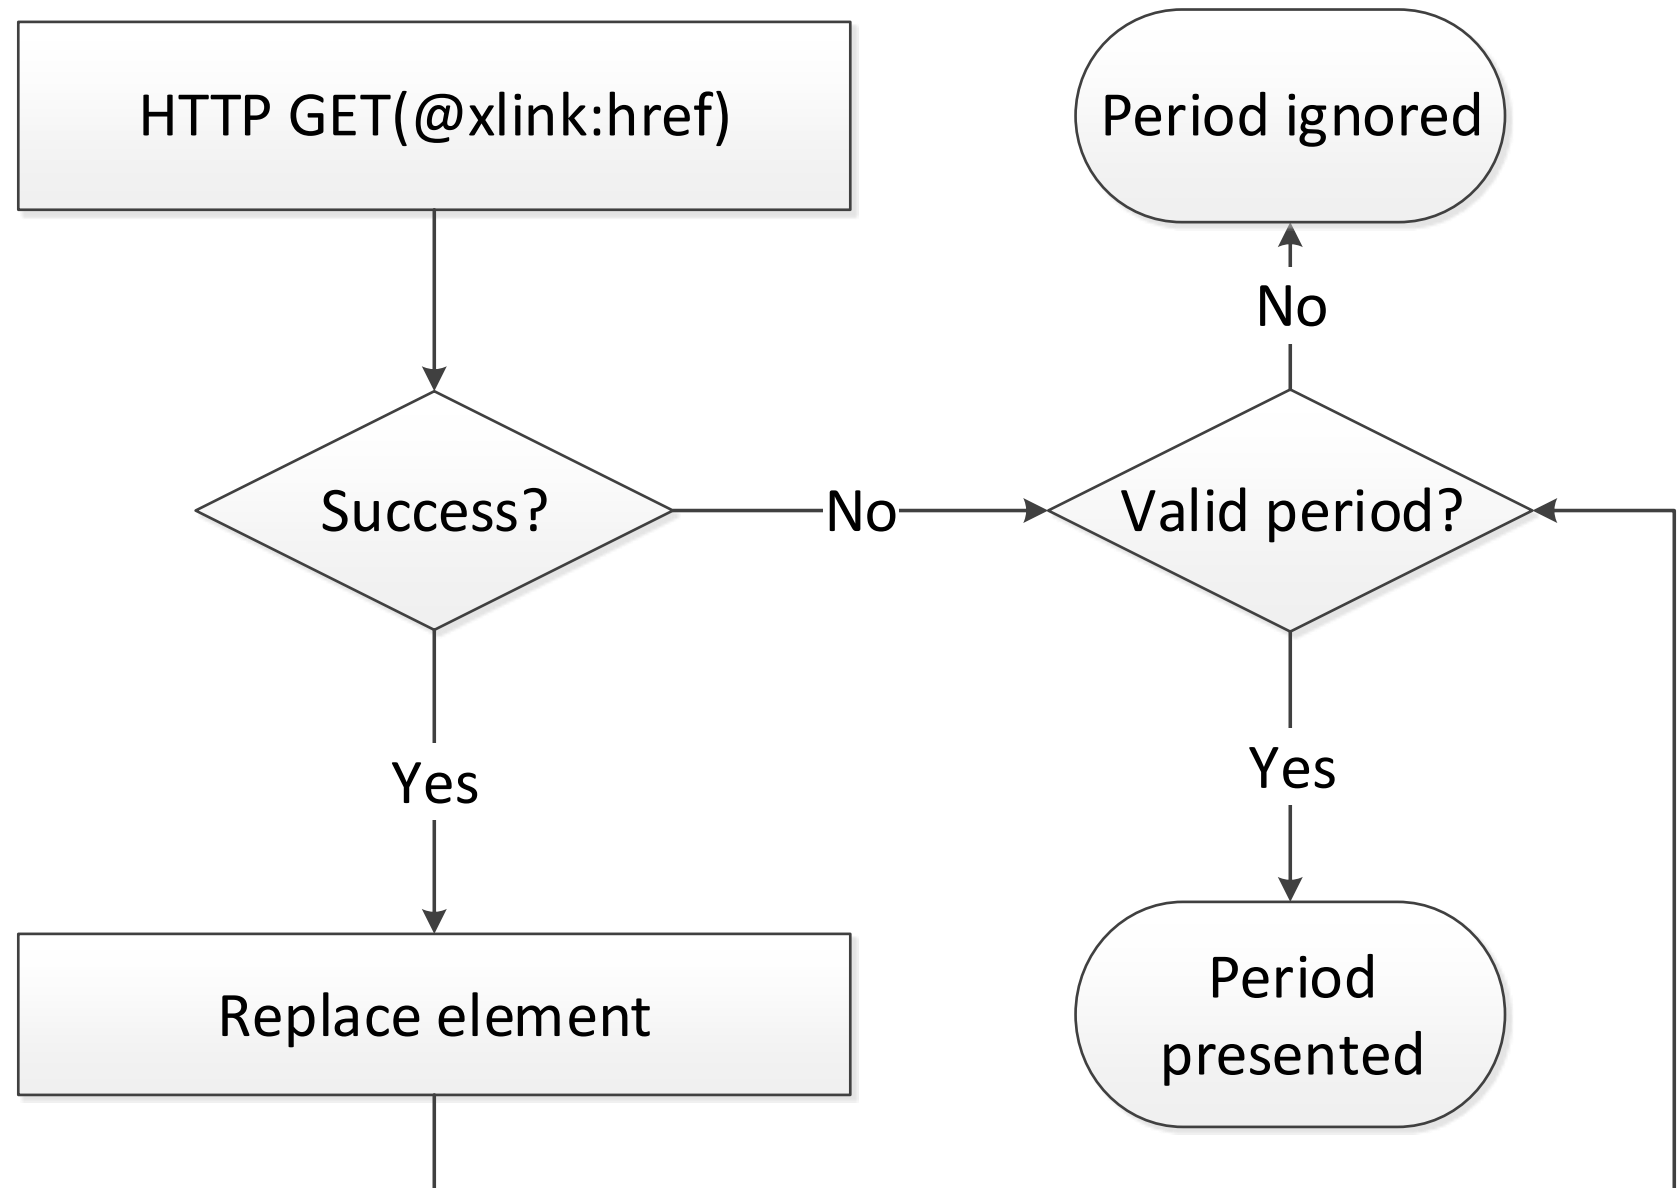 HTTP GET(@xlink:href)
Period ignored
No
Success?
No
Valid period?
Yes
Yes
Replace element
Period
presented